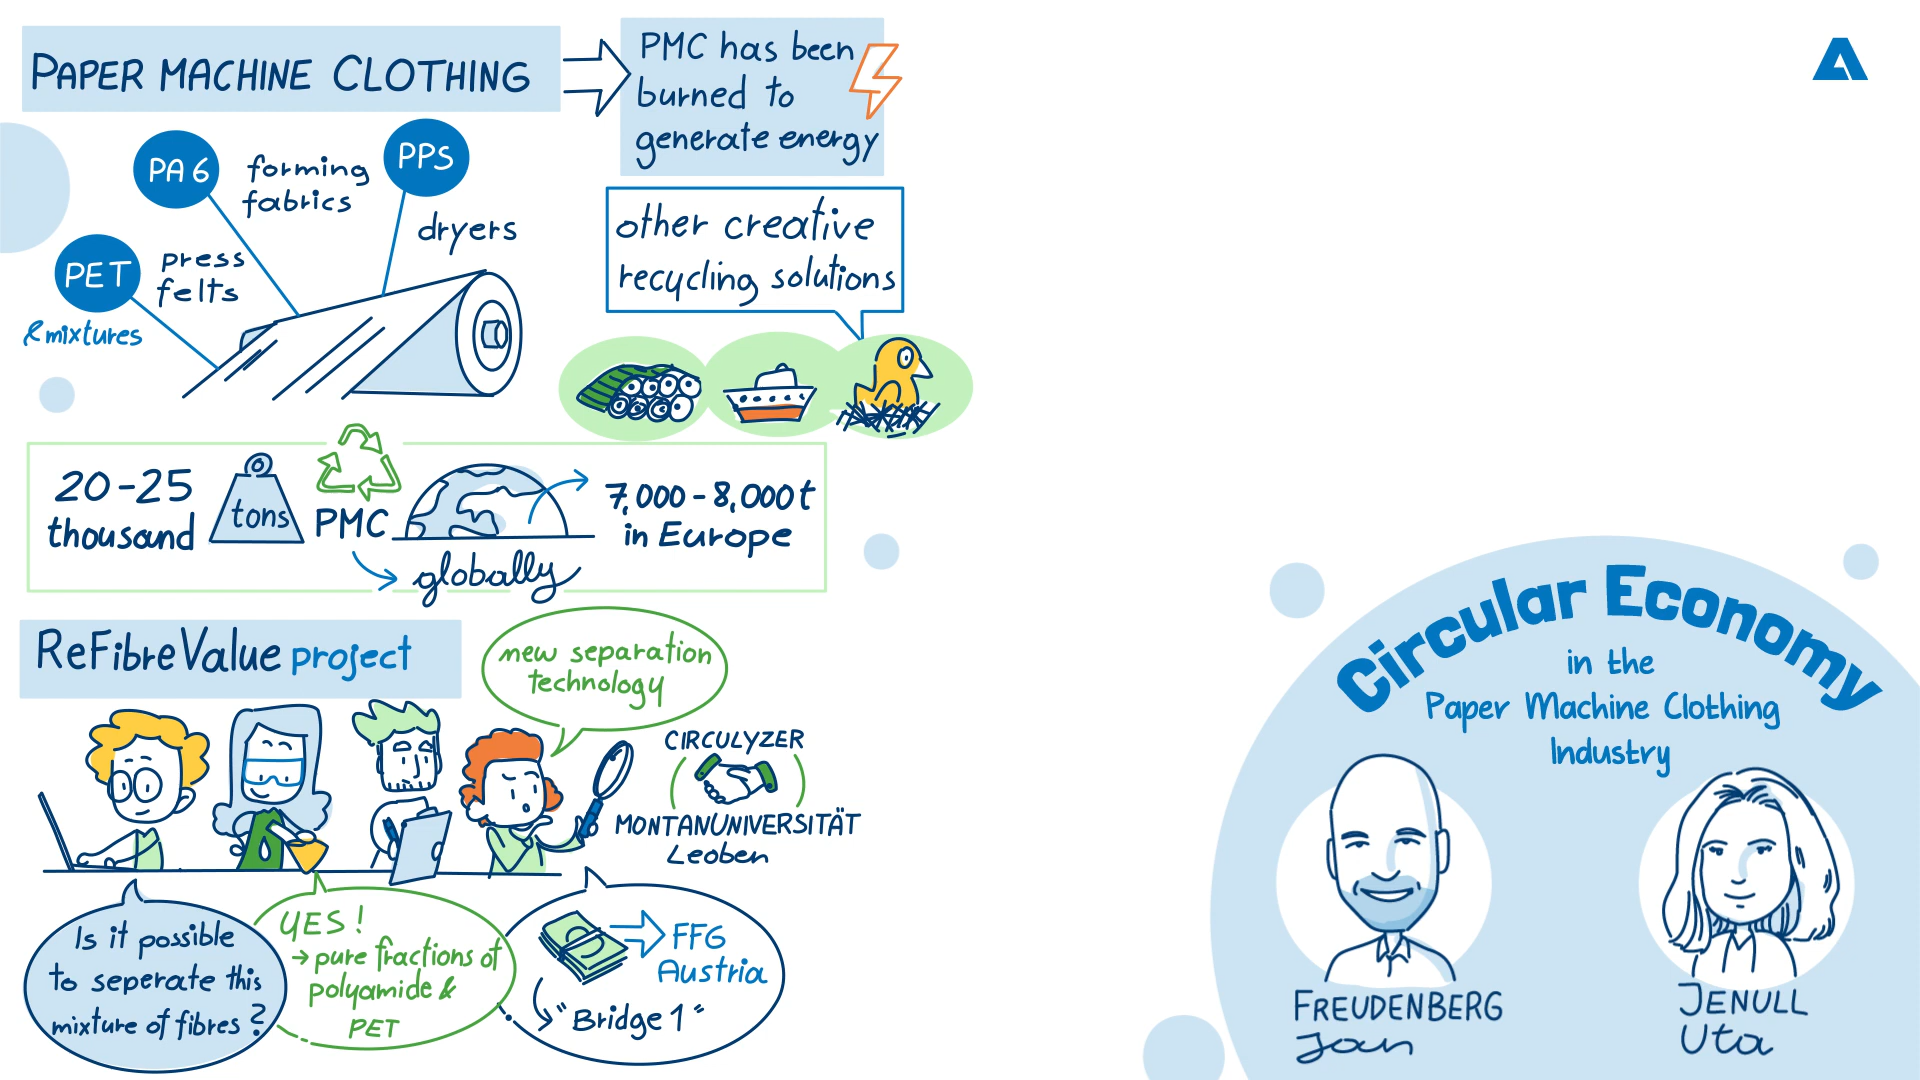 PAPER MACHINE CLOTHING
PMC has been
burned to
generate energy
PA 6
forming
fabrics
PPS
dryers
PET
press
felts
& mixtures
other creative
recycling solutions
20-25
thousand
tons
PMC
globally
7,000-8,000t
in Europe
ReFibreValue project
new separation
technology
CIRCULYZER
MONTANUNIVERSITÄT
Leoben
Is it possible
to seperate this
mixture of fibres?
YES!
→ pure fractions of
polyamide &
PET
FFG
Austria
"Bridge 1"
Circular Economy
in the
Paper Machine Clothing
Industry
FREUDENBERG
Jan
JENULL
Uta